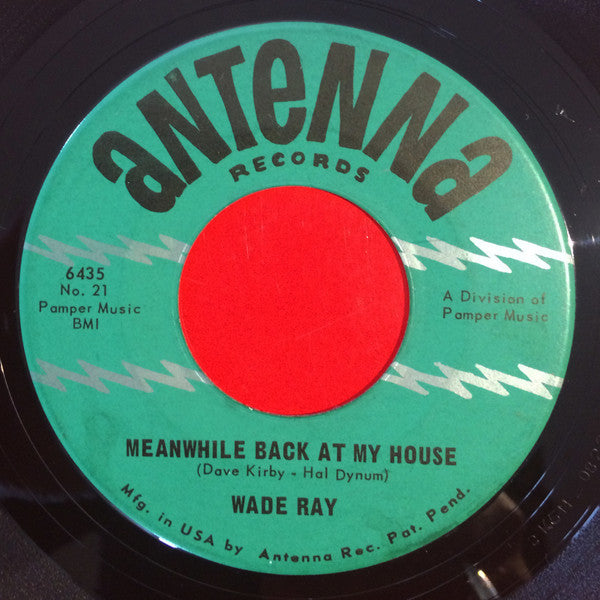 antenna
RECORDS
6435
No. 21
Pamper Music
BMI
A Division of
Pamper Music
MEANWHILE BACK AT MY HOUSE
(Dave Kirby - Hal Dynum)
WADE RAY
Mfg. in USA by Antenna Rec. Pat. Pend.